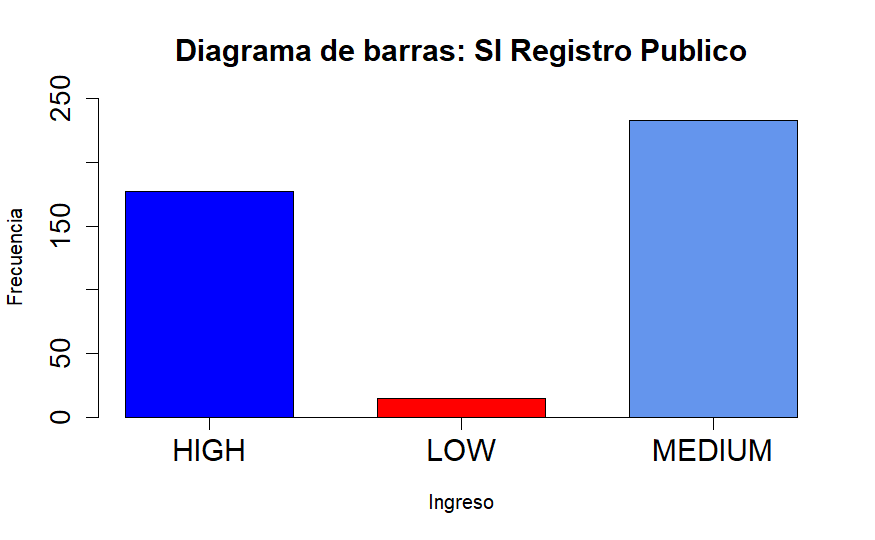 Diagrama de barras: SI Registro Publico
250
150
50
0
Frecuencia
HIGH LOW MEDIUM
Ingreso